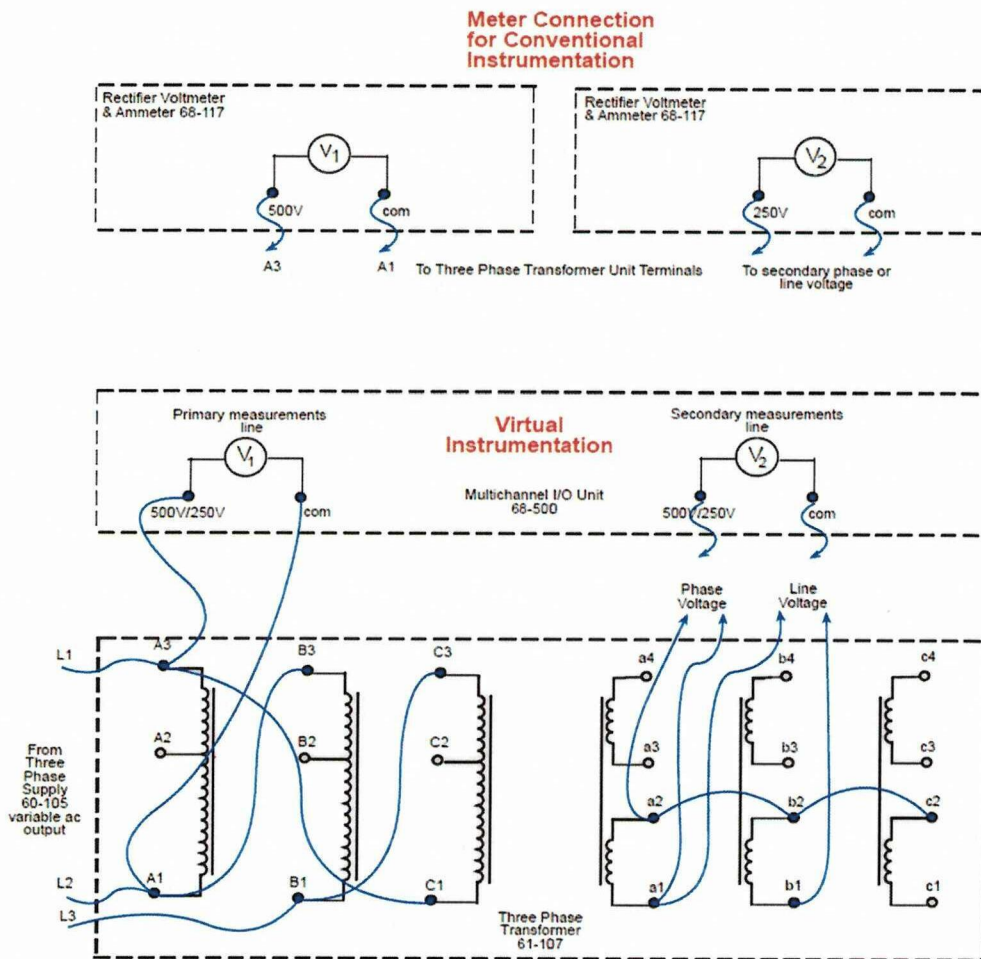 Meter Connection
for Conventional
Instrumentation
Rectifier Voltmeter
& Ammeter 68-117
V1
500V
com
A3
A1
Rectifier Voltmeter
& Ammeter 68-117
V2
250V
com
To Three Phase Transformer Unit Terminals
To secondary phase or
line voltage
Primary measurements
line
V1
500V/250V
com
Virtual
Instrumentation
Multichannel I/O Unit
68-500
Secondary measurements
line
V2
500V/250V
com
Phase
Voltage
Line
Voltage
L1
A3
B3
C3
a4
b4
c4
A2
B2
C2
a3
b3
c3
From
Three
Phase
Supply
60-105
variable ac
output
a2
b2
c2
L2
L3
A1
B1
C1
a1
b1
c1
Three Phase
Transformer
61-107